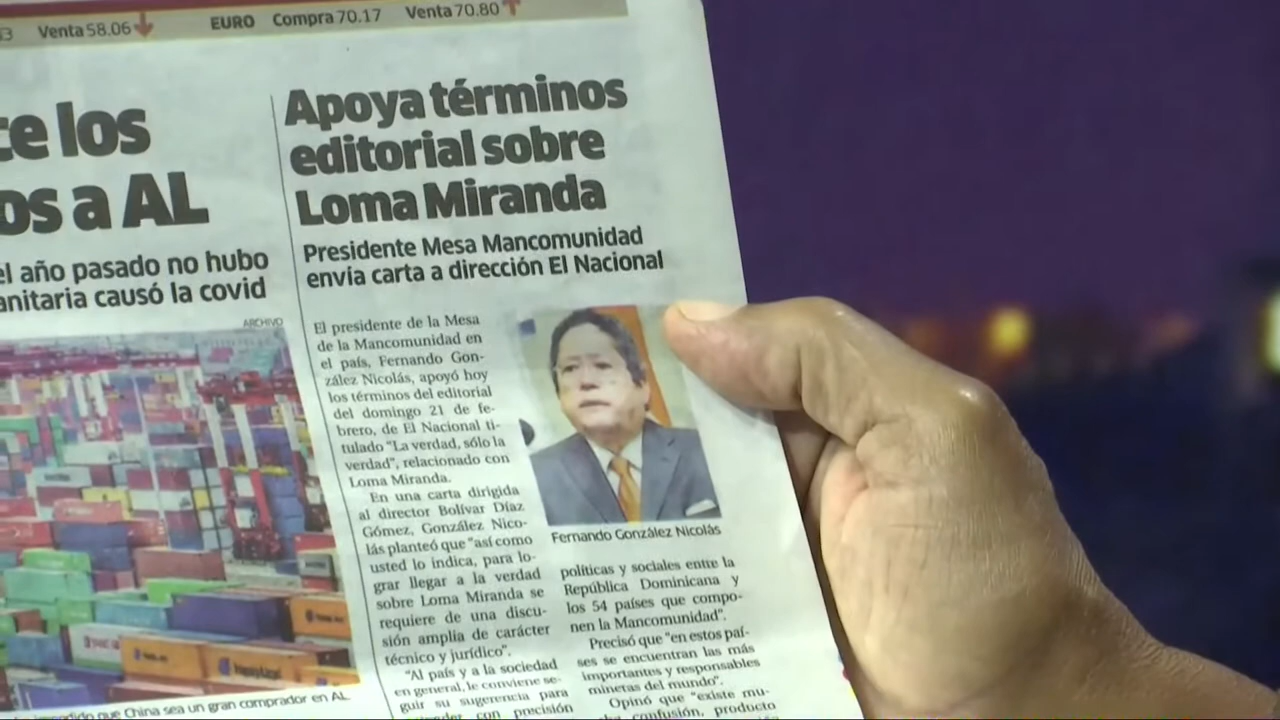 Venta 58.06
EURO Compra 70.17 Venta 70.80
ce los
os a AL
el año pasado no hubo
anitaria causó la covid
ARCHIVO
que China sea un gran comprador en AL
Apoya términos
editorial sobre
Loma Miranda
Presidente Mesa Mancomunidad
envía carta a dirección El Nacional
El presidente de la Mesa
de la Mancomunidad en
el país, Fernando Gon-
zález Nicolás, apoyó hoy
los términos del editorial
del domingo 21 de fe-
brero, de El Nacional ti-
tulado "La verdad, sólo la
verdad", relacionado con
Loma Miranda.
En una carta dirigida
al director Bolívar Díaz
Gómez, González Nico-
lás planteó que "así como
usted lo indica, para lo-
grar llegar a la verdad
sobre Loma Miranda se
requiere de una discu-
sión amplia de carácter
técnico y jurídico".
"Al país y a la sociedad
en general, le conviene se-
guir su sugerencia para
con precisión
Fernando González Nicolás
políticas y sociales entre la
República Dominicana y
los 54 países que compo-
nen la Mancomunidad".
Precisó que "en estos paí-
ses se encuentran las más
importantes y responsables
minetas del mundo".
Opinó que "existe mu-
confusión, producto